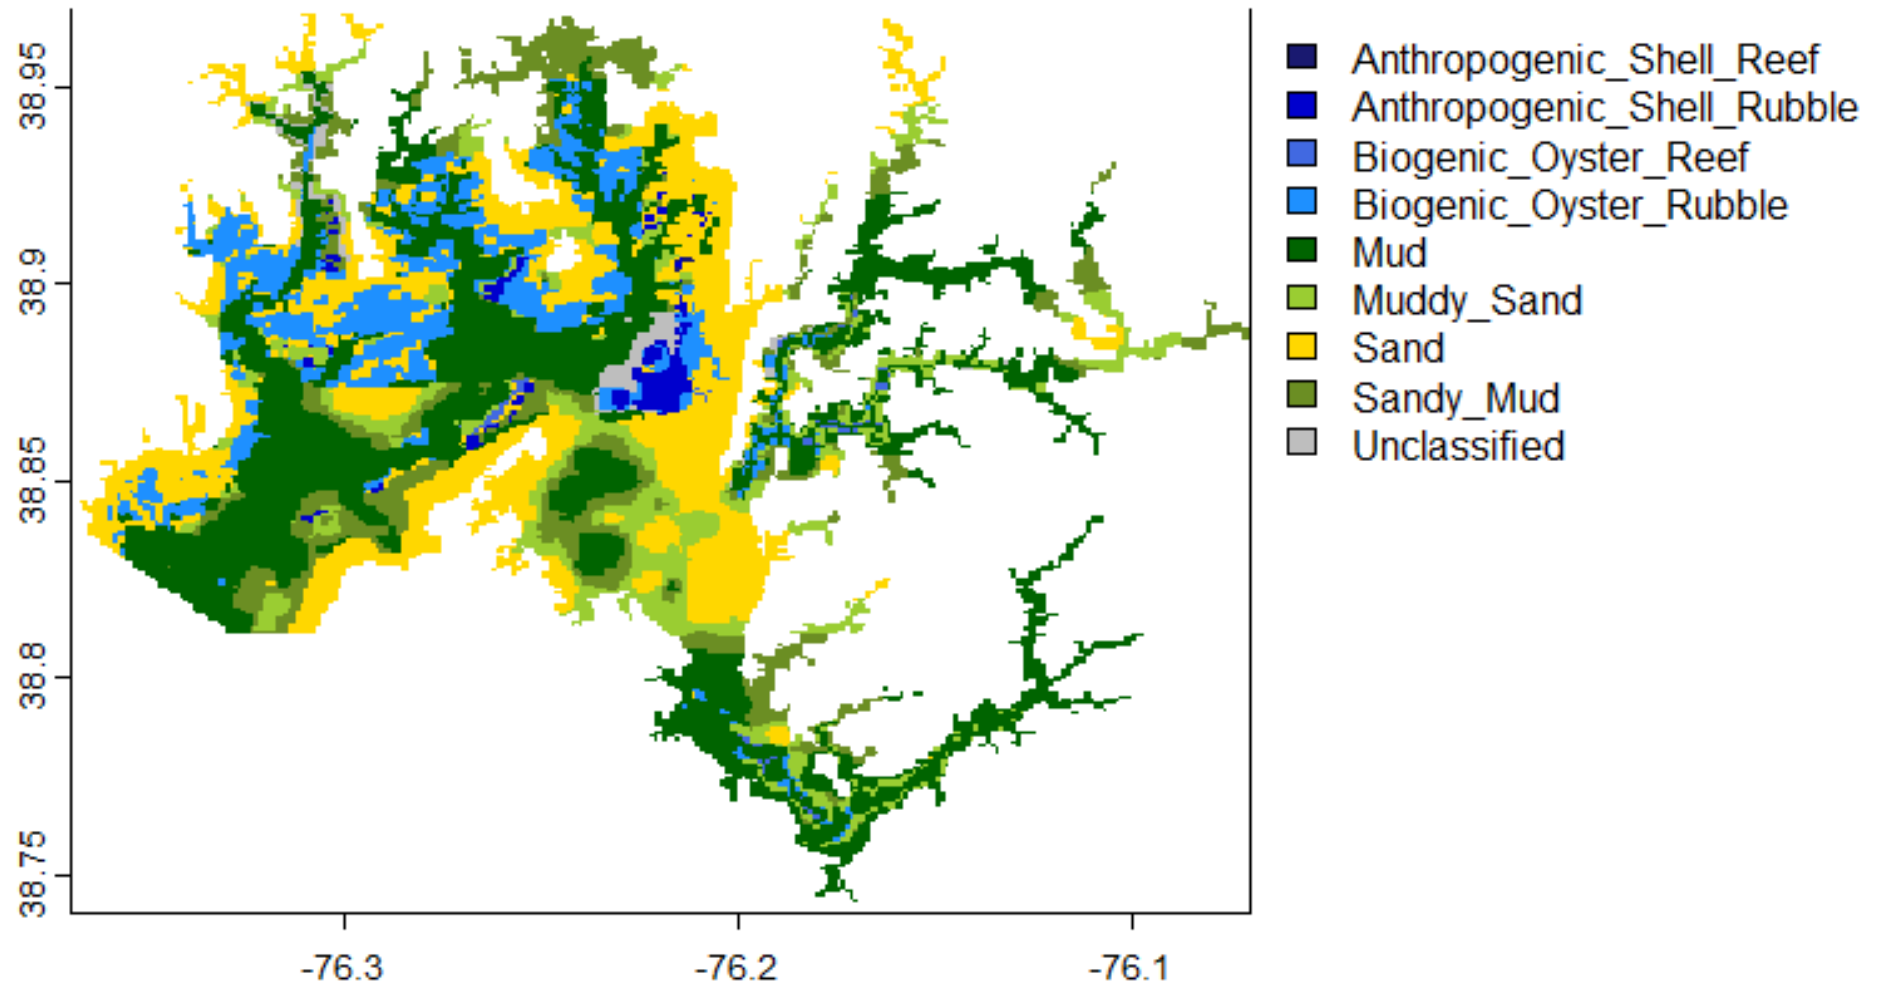 38.95
38.9
38.85
38.8
38.75
-76.3
-76.2
-76.1
Anthropogenic_Shell_Reef
Anthropogenic_Shell_Rubble
Biogenic_Oyster_Reef
Biogenic_Oyster_Rubble
Mud
Muddy_Sand
Sand
Sandy_Mud
Unclassified